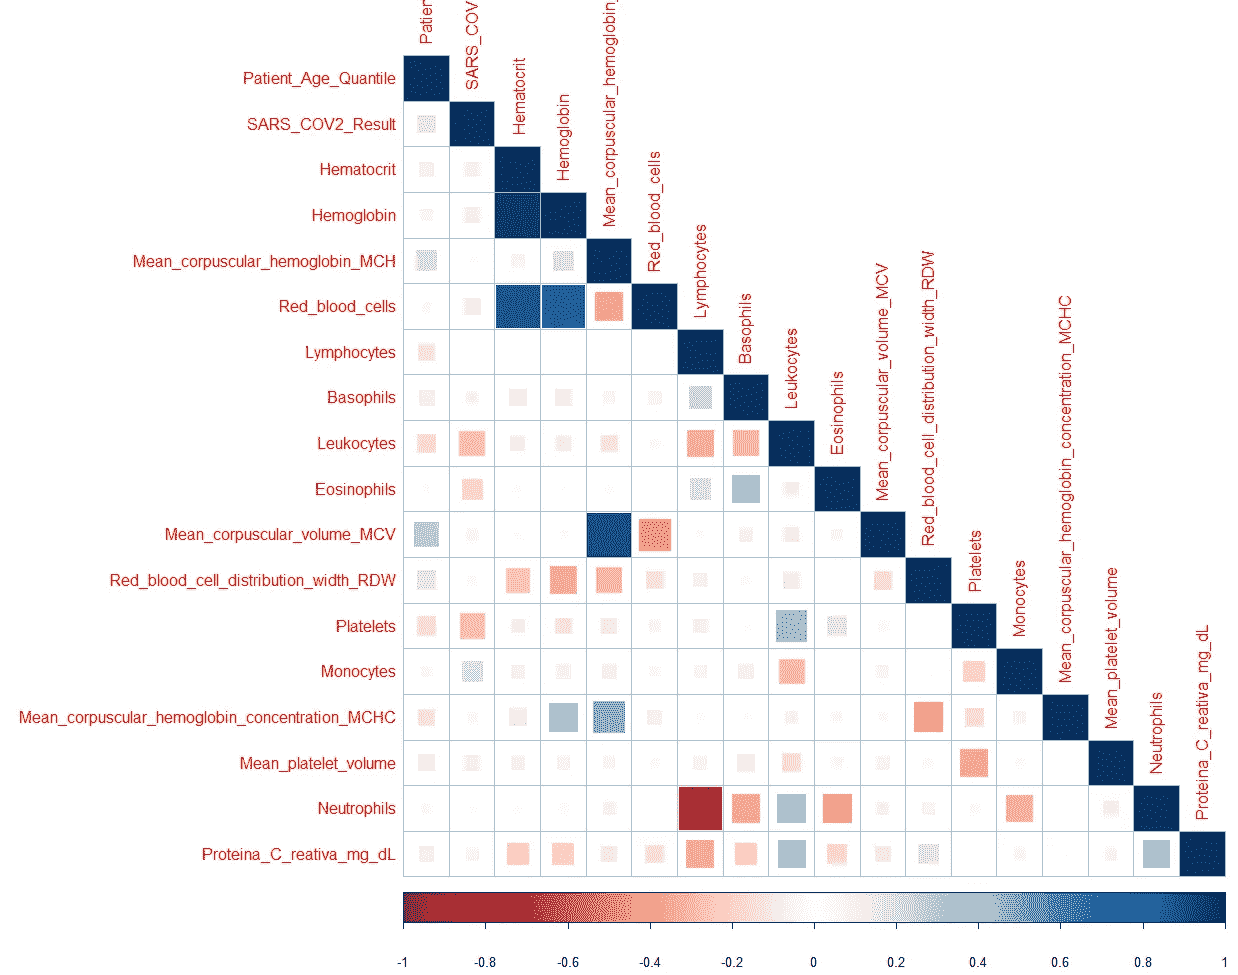 Patien
SARS_COV
Hematocrit
Hemoglobin
Mean_corpuscular_hemoglobin_
Red_blood_cells
Lymphocytes
Basophils
Leukocytes
Eosinophils
Mean_corpuscular_volume_MCV
Red_blood_cell_distribution_width_RDW
Platelets
Monocytes
Mean_corpuscular_hemoglobin_concentration_MCHC
Mean_platelet_volume
Neutrophils
Proteina_C_reativa_mg_dL
Patient_Age_Quantile
SARS_COV2_Result
Hematocrit
Hemoglobin
Mean_corpuscular_hemoglobin_MCH
Red_blood_cells
Lymphocytes
Basophils
Leukocytes
Eosinophils
Mean_corpuscular_volume_MCV
Red_blood_cell_distribution_width_RDW
Platelets
Monocytes
Mean_corpuscular_hemoglobin_concentration_MCHC
Mean_platelet_volume
Neutrophils
Proteina_C_reativa_mg_dL
-1 -0.8 -0.6 -0.4 -0.2 0 0.2 0.4 0.6 0.8 1